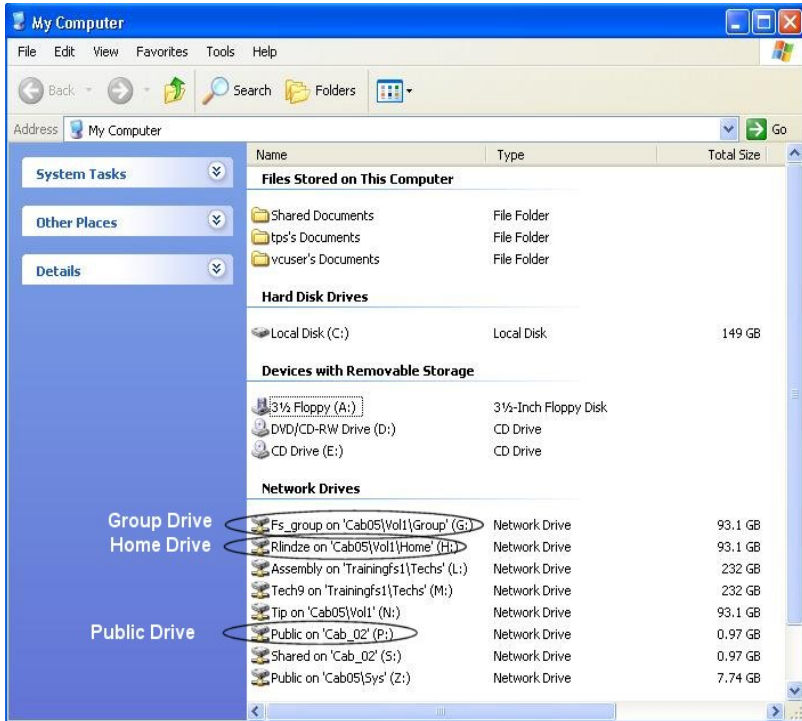 My Computer
File Edit View Favorites Tools Help
Back Search Folders
Address My Computer Go
Name Type Total Size
System Tasks
Other Places
Details
Files Stored on This Computer
Shared Documents File Folder
tps's Documents File Folder
vcuser's Documents File Folder
Hard Disk Drives
Local Disk (C:) Local Disk 149 GB
Devices with Removable Storage
3½ Floppy (A:) 3½-Inch Floppy Disk
DVD/CD-RW Drive (D:) CD Drive
CD Drive (E:) CD Drive
Network Drives
Group Drive Fs_group on 'Cab05\Vol1\Group' (G:) Network Drive 93.1 GB
Home Drive Rlindze on 'Cab05\Vol1\Home' (H:) Network Drive 93.1 GB
Assembly on 'Trainingfs1\Techs' (L:) Network Drive 232 GB
Tech9 on 'Trainingfs1\Techs' (M:) Network Drive 232 GB
Tip on 'Cab05\Vol1' (N:) Network Drive 93.1 GB
Public Drive Public on 'Cab_02' (P:) Network Drive 0.97 GB
Shared on 'Cab_02' (S:) Network Drive 0.97 GB
Public on 'Cab05\Sys' (Z:) Network Drive 7.74 GB